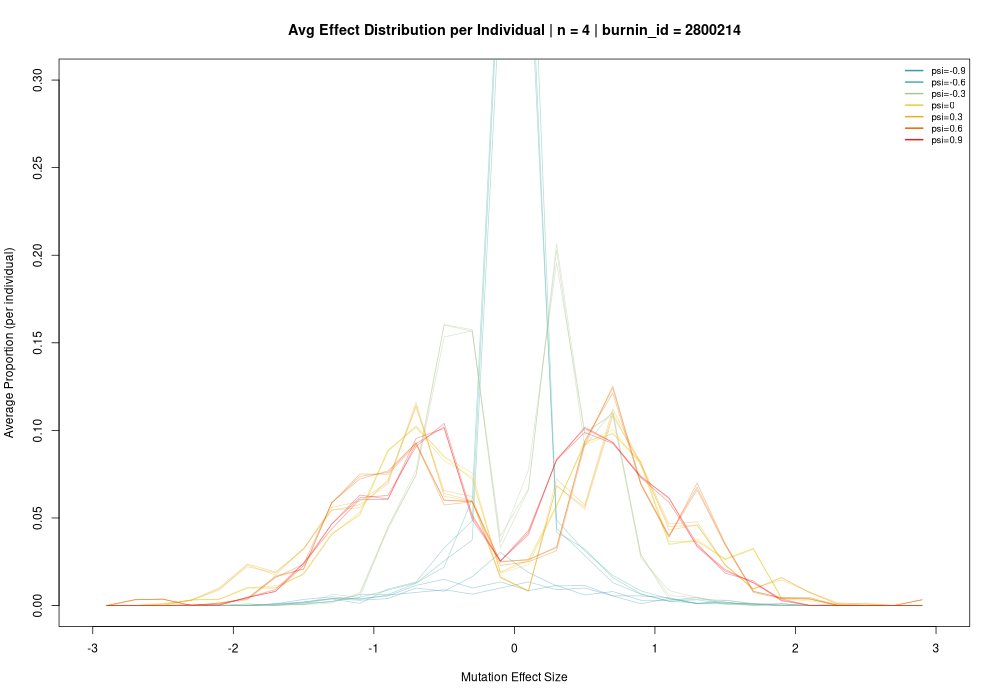 Avg Effect Distribution per Individual | n = 4 | burnin_id = 2800214
psi=-0.9
psi=-0.6
psi=-0.3
psi=0
psi=0.3
psi=0.6
psi=0.9
Average Proportion (per individual)
0.30
0.25
0.20
0.15
0.10
0.05
0.00
-3 -2 -1 0 1 2 3
Mutation Effect Size